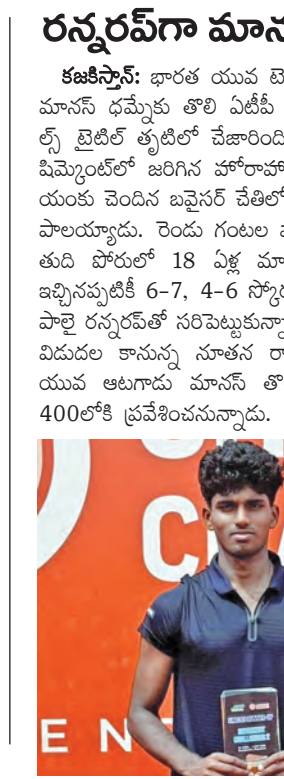 రన్నరప్‌గా మాన
కజకిస్తాన్: భారత యువ టె
మానస్ ధమ్నేకు తొలి ఏటీపీ
ల్స్ టైటిల్ తృటిలో చేజారింది
షిమ్కెంట్‌లో జరిగిన హోరాహో
యంకు చెందిన బవైసర్ చేతిలో
పాలయ్యాడు. రెండు గంటల
తుది పోరులో 18 ఏళ్ల మా
ఇచ్చినప్పటికీ 6-7, 4-6 స్కోర
పాలై రన్నరప్‌తో సరిపెట్టుకున్నా
విడుదల కానున్న నూతన రా
యువ ఆటగాడు మానస్ తొ
400లోకి ప్రవేశించనున్నాడు.
C
E N